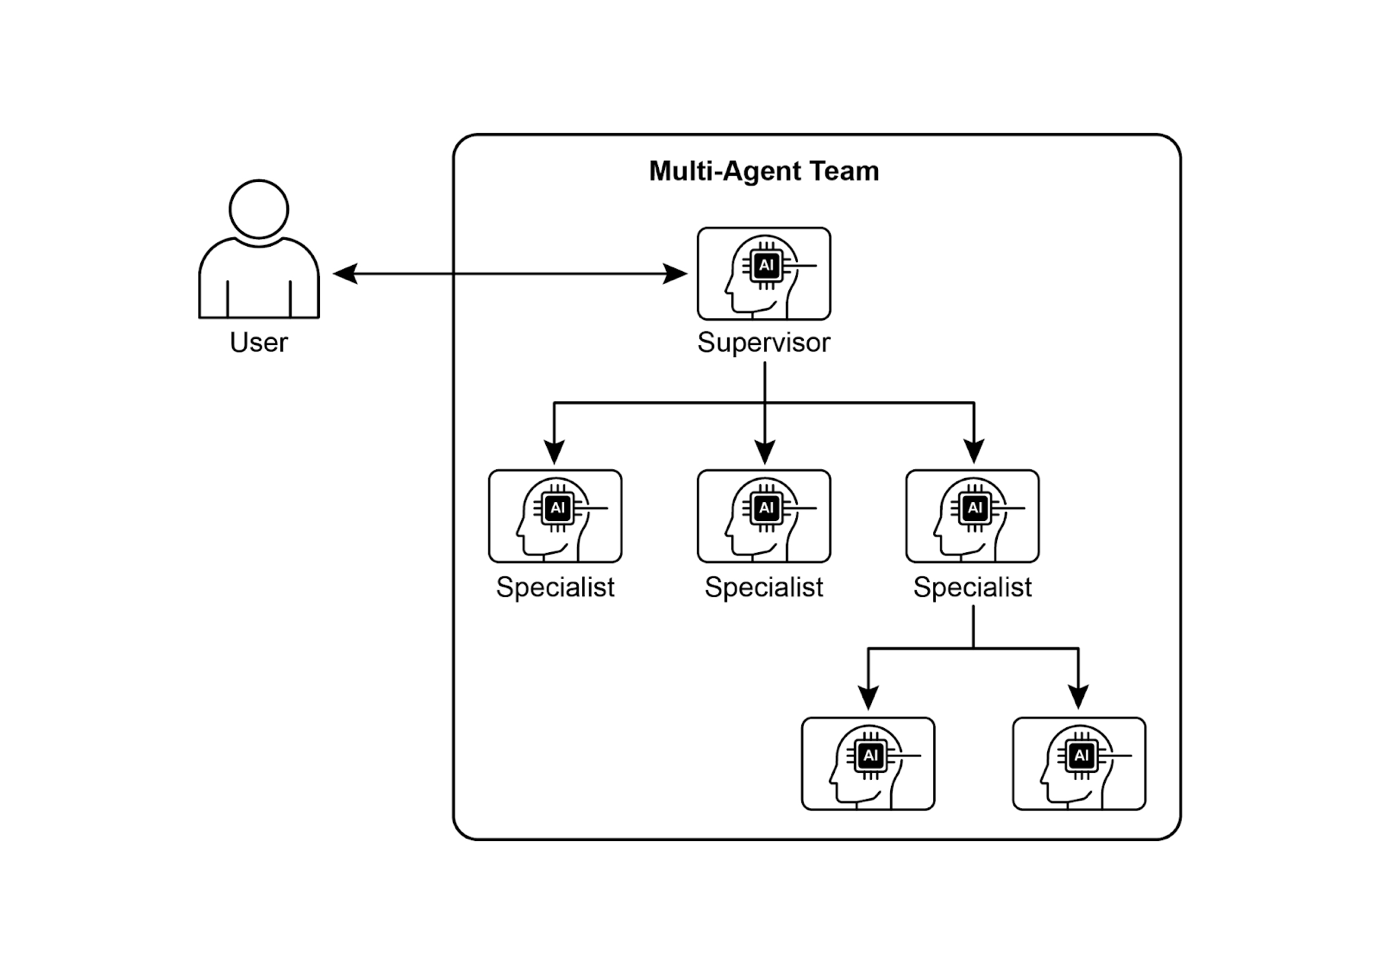 Multi-Agent Team
AI
User
Supervisor
AI
AI
AI
Specialist
Specialist
Specialist
AI
AI